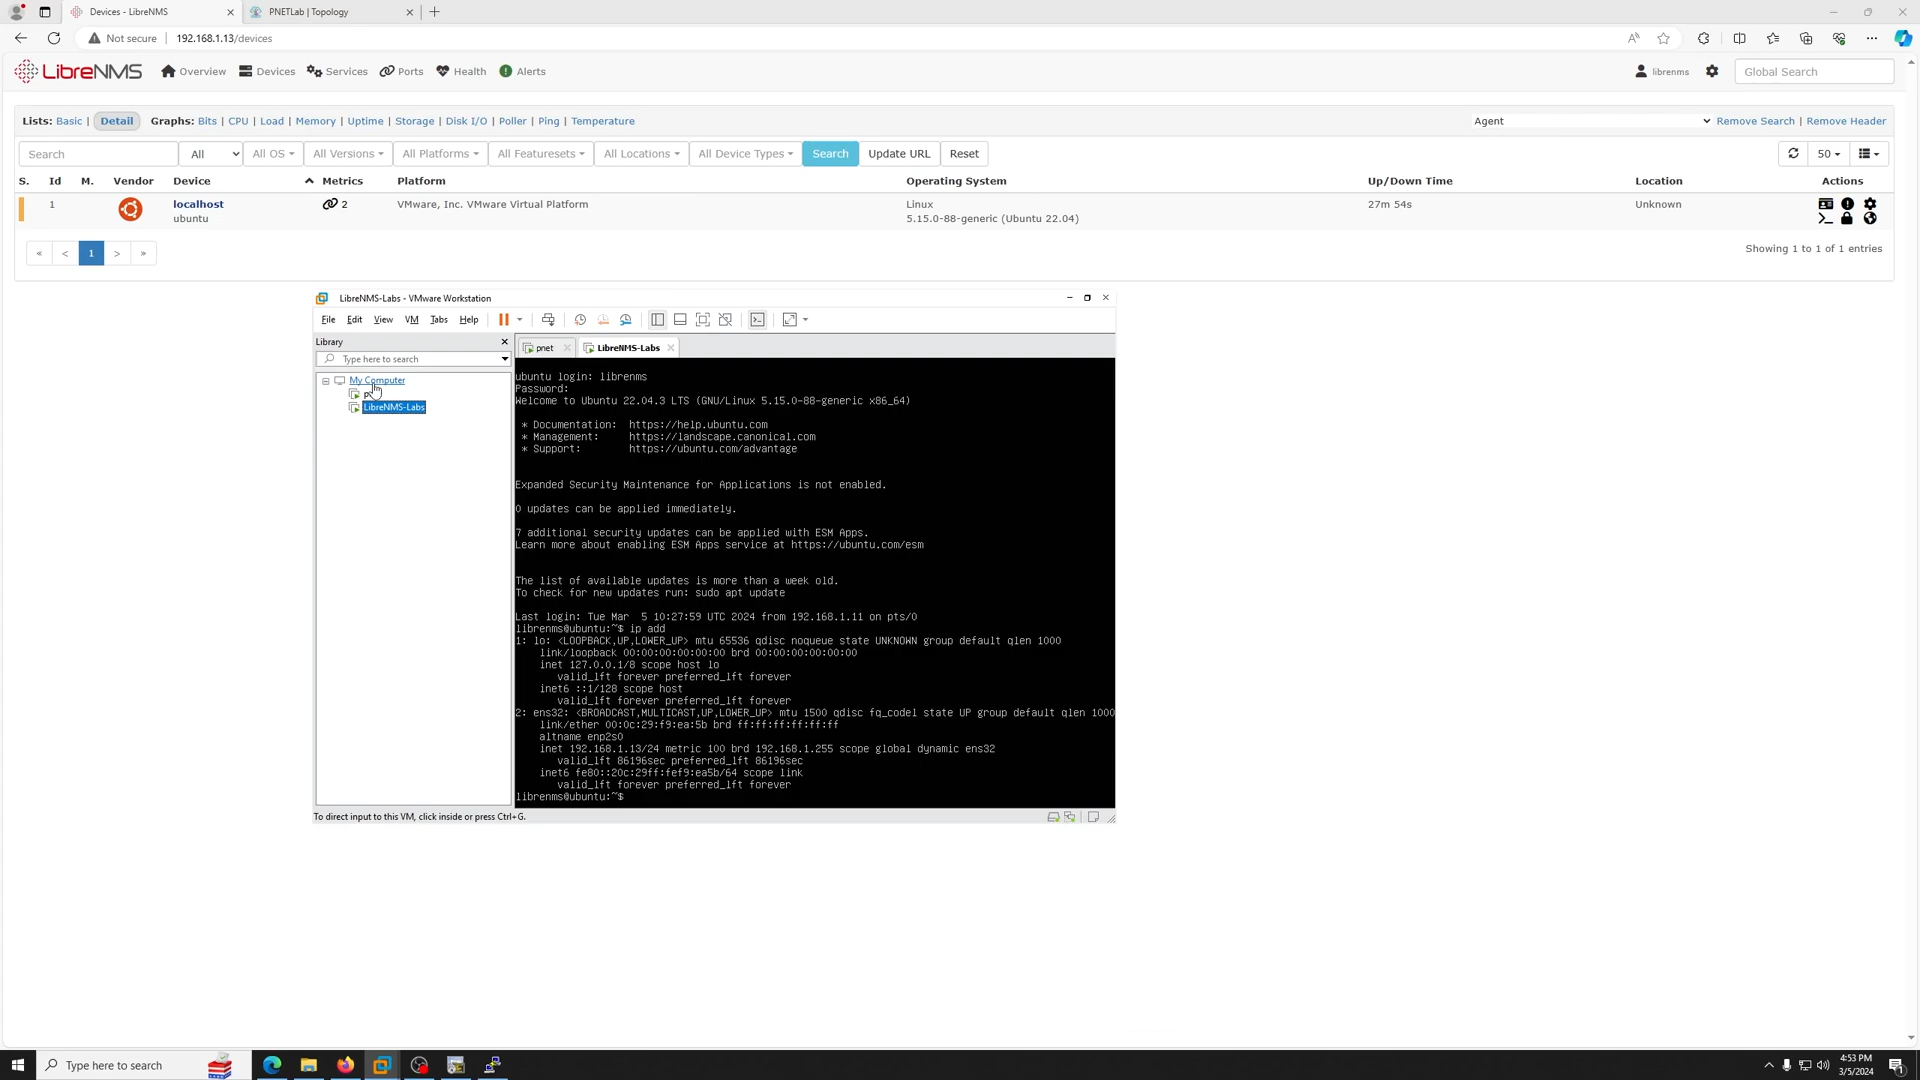 Devices - LibreNMS
PNETLab | Topology
Not secure
192.168.1.13/devices
LibreNMS
Overview
Devices
Services
Ports
Health
Alerts
librenms
Global Search
Lists: Basic | Detail Graphs: Bits | CPU | Load | Memory | Uptime | Storage | Disk I/O | Poller | Ping | Temperature
Agent
Remove Search | Remove Header
Search
All
All OS
All Versions
All Platforms
All Featuresets
All Locations
All Device Types
Search
Update URL
Reset
50
S. Id M. Vendor Device Metrics Platform Operating System Up/Down Time Location Actions
1 localhost 2 VMware, Inc. VMware Virtual Platform Linux 27m 54s Unknown
ubuntu 5.15.0-88-generic (Ubuntu 22.04)
« < 1 > »
Showing 1 to 1 of 1 entries
LibreNMS-Labs - VMware Workstation
File Edit View VM Tabs Help
Library
Type here to search
My Computer
LibreNMS-Labs
pnet
LibreNMS-Labs
ubuntu login: librenms
Password:
Welcome to Ubuntu 22.04.3 LTS (GNU/Linux 5.15.0-88-generic x86_64)
* Documentation: https://help.ubuntu.com
* Management: https://landscape.canonical.com
* Support: https://ubuntu.com/advantage
Expanded Security Maintenance for Applications is not enabled.
0 updates can be applied immediately.
7 additional security updates can be applied with ESM Apps.
Learn more about enabling ESM Apps service at https://ubuntu.com/esm
The list of available updates is more than a week old.
To check for new updates run: sudo apt update
Last login: Tue Mar  5 10:27:59 UTC 2024 from 192.168.1.11 on pts/0
librenms@ubuntu:~$ ip add
1: lo: <LOOPBACK,UP,LOWER_UP> mtu 65536 qdisc noqueue state UNKNOWN group default qlen 1000
link/loopback 00:00:00:00:00:00 brd 00:00:00:00:00:00
inet 127.0.0.1/8 scope host lo
valid_lft forever preferred_lft forever
inet6 ::1/128 scope host
valid_lft forever preferred_lft forever
2: ens32: <BROADCAST,MULTICAST,UP,LOWER_UP> mtu 1500 qdisc fq_codel state UP group default qlen 1000
link/ether 00:0c:29:f9:ea:5b brd ff:ff:ff:ff:ff:ff
altname enp2s0
inet 192.168.1.13/24 metric 100 brd 192.168.1.255 scope global dynamic ens32
valid_lft 86196sec preferred_lft 86196sec
inet6 fe80::20c:29ff:fef9:ea5b/64 scope link
valid_lft forever preferred_lft forever
librenms@ubuntu:~$
To direct input to this VM, click inside or press Ctrl+G.
Type here to search
4:53 PM
3/5/2024